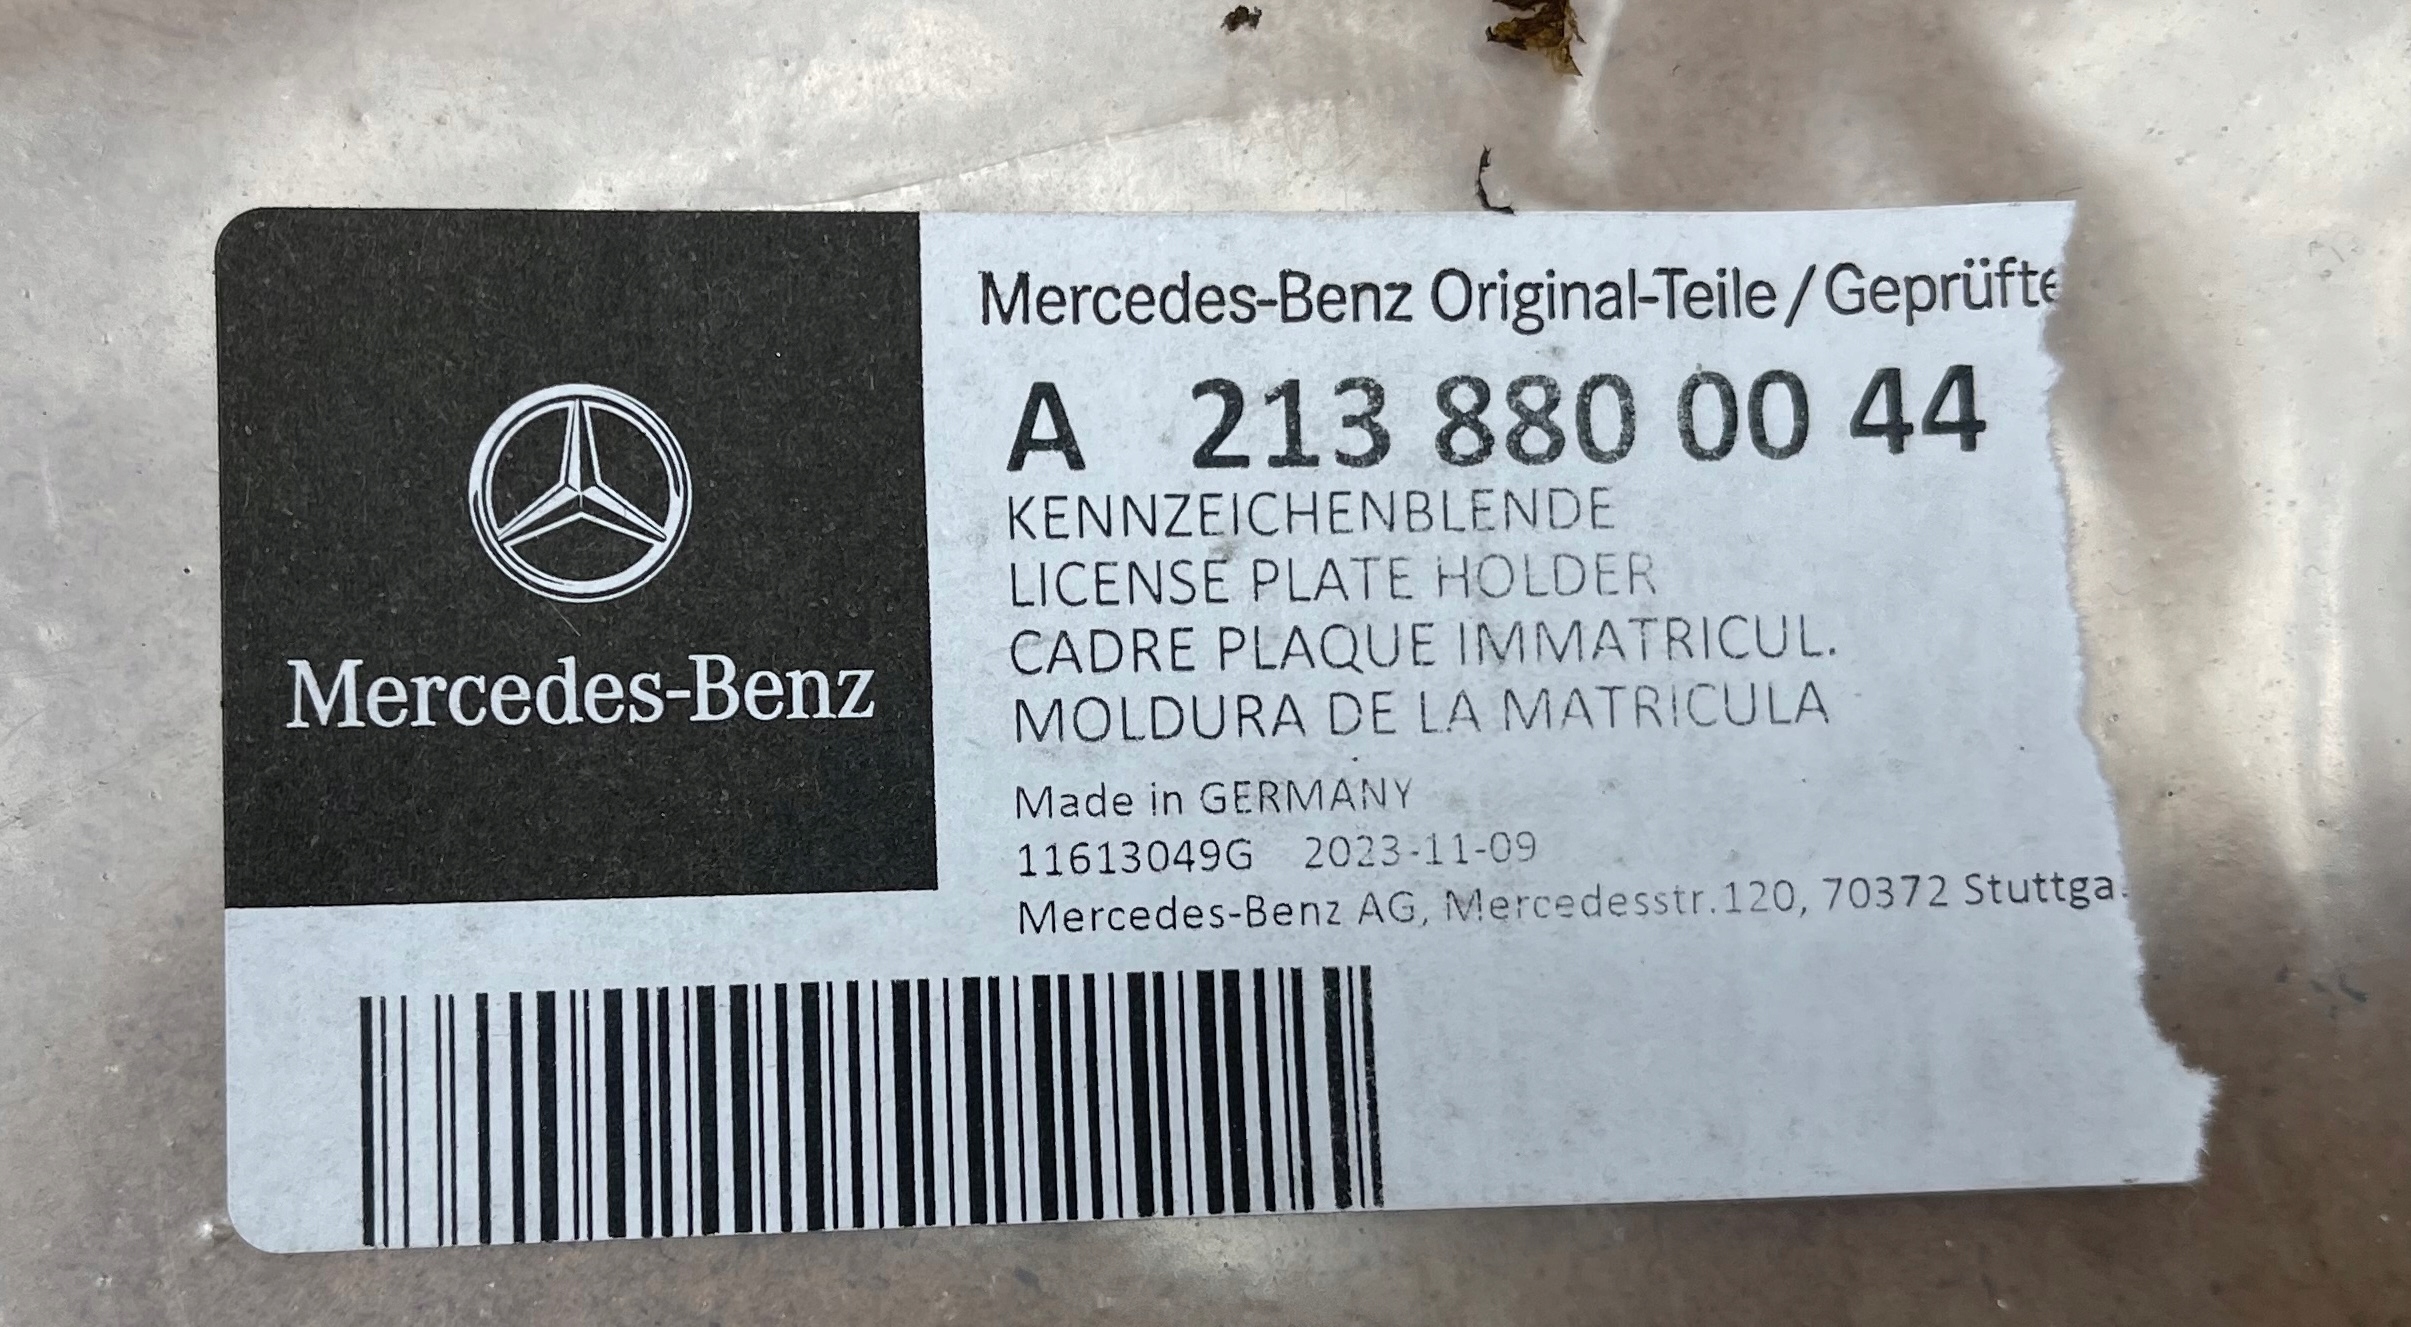 Mercedes-Benz
Mercedes-Benz Original-Teile/Geprüfte
A 213 880 00 44
KENNZEICHENBLENDE
LICENSE PLATE HOLDER
CADRE PLAQUE IMMATRICUL.
MOLDURA DE LA MATRICULA
Made in GERMANY
11613049G 2023-11-09
Mercedes-Benz AG, Mercedesstr.120, 70372 Stuttga